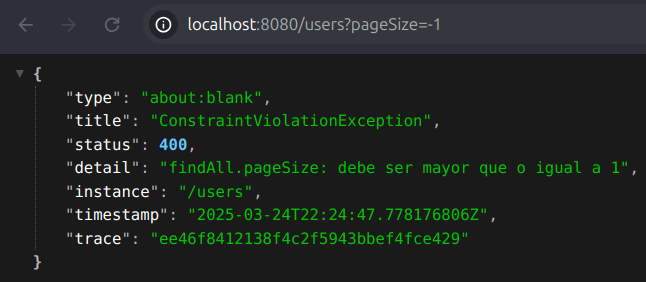 localhost:8080/users?pageSize=-1
{
"type": "about:blank",
"title": "ConstraintViolationException",
"status": 400,
"detail": "findAll.pageSize: debe ser mayor que o igual a 1",
"instance": "/users",
"timestamp": "2025-03-24T22:24:47.778176806Z",
"trace": "ee46f8412138f4c2f5943bbef4fce429"
}